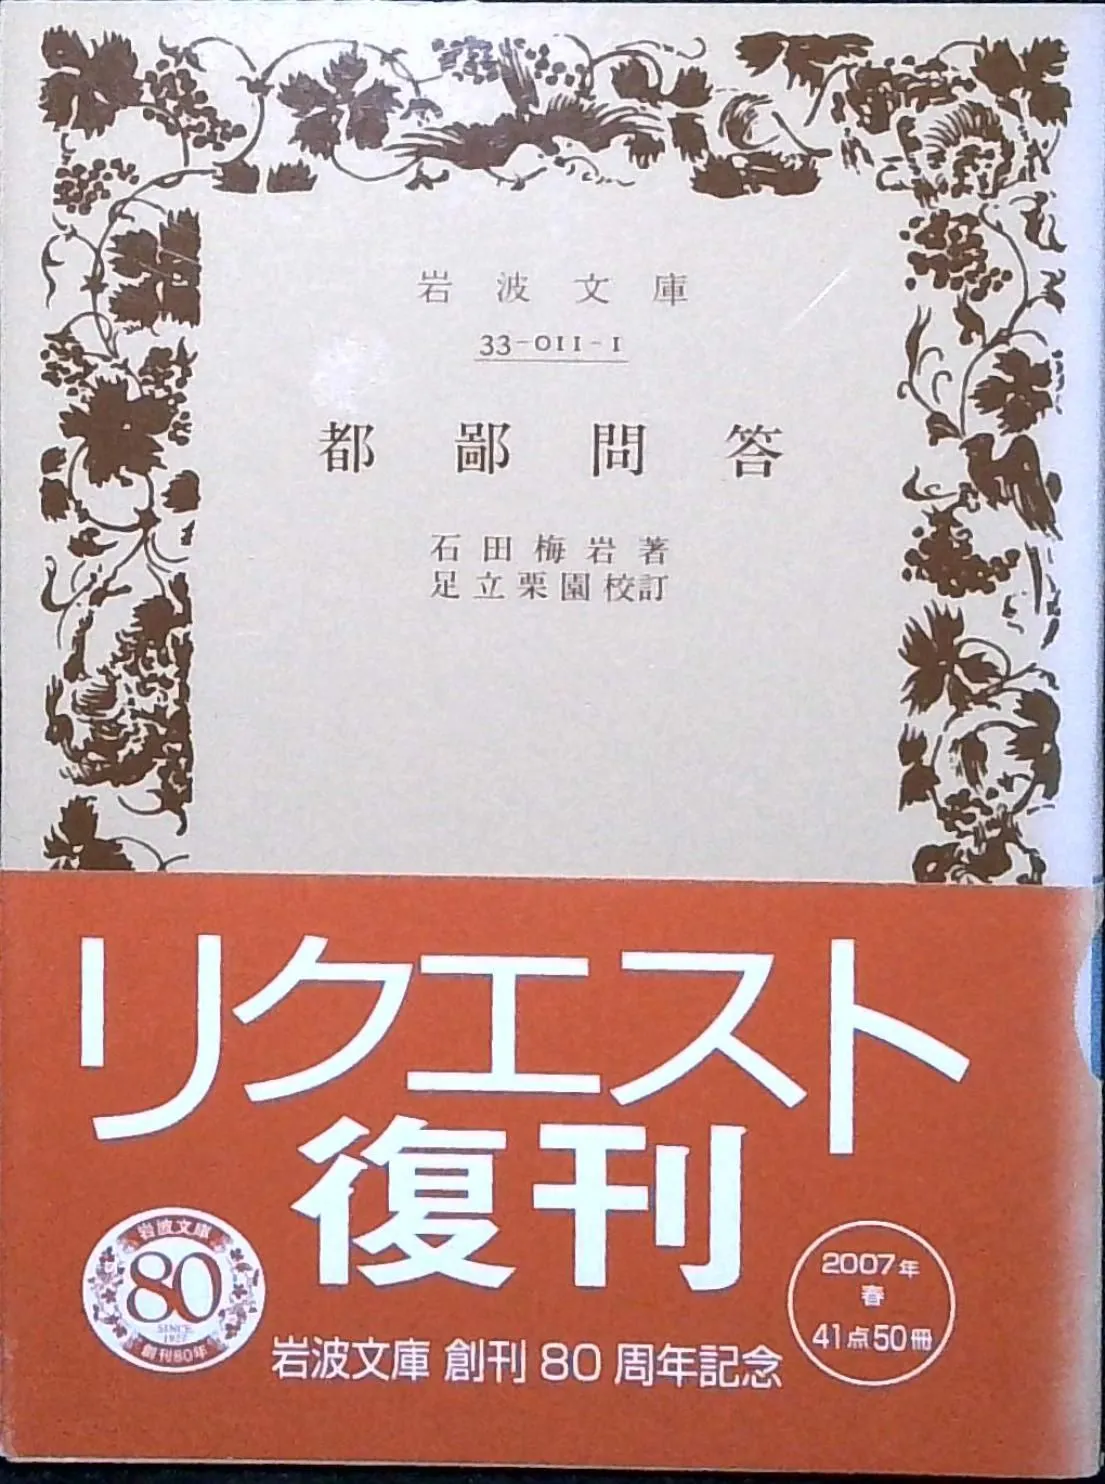 岩波文庫
33-011-1
都鄙問答
石田梅岩著
足立栗園校訂
リクエスト
復刊
岩波文庫
80
SINCE
1927
創刊80年
2007年
春
41点50冊
岩波文庫 創刊 80 周年記念